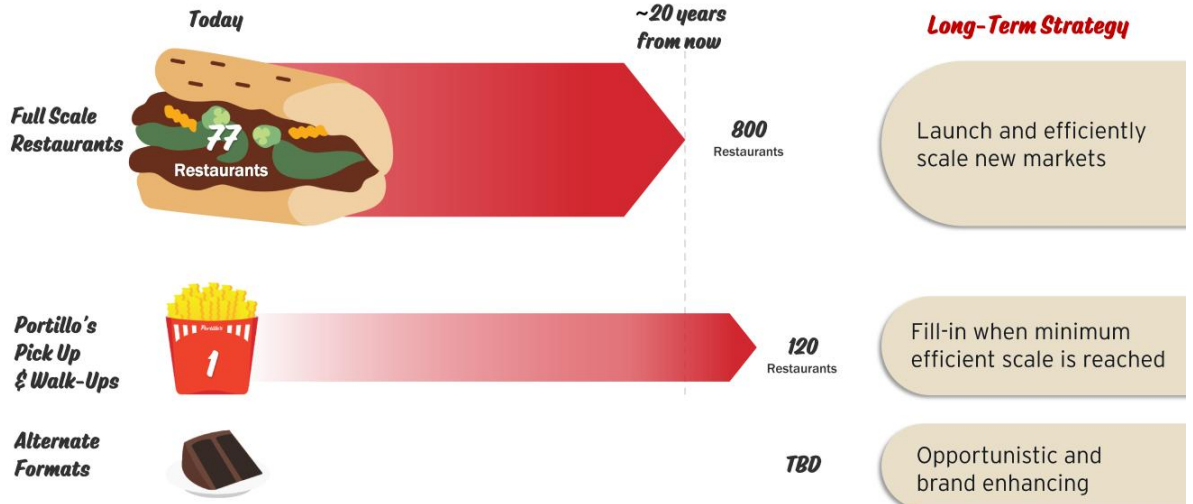 Today
~20 years
from now
Long-Term Strategy
Full Scale
Restaurants
77
Restaurants
800
Restaurants
Launch and efficiently
scale new markets
Portillo's
Pick Up
& Walk-Ups
Portillo's
1
120
Restaurants
Fill-in when minimum
efficient scale is reached
Alternate
Formats
TBD
Opportunistic and
brand enhancing